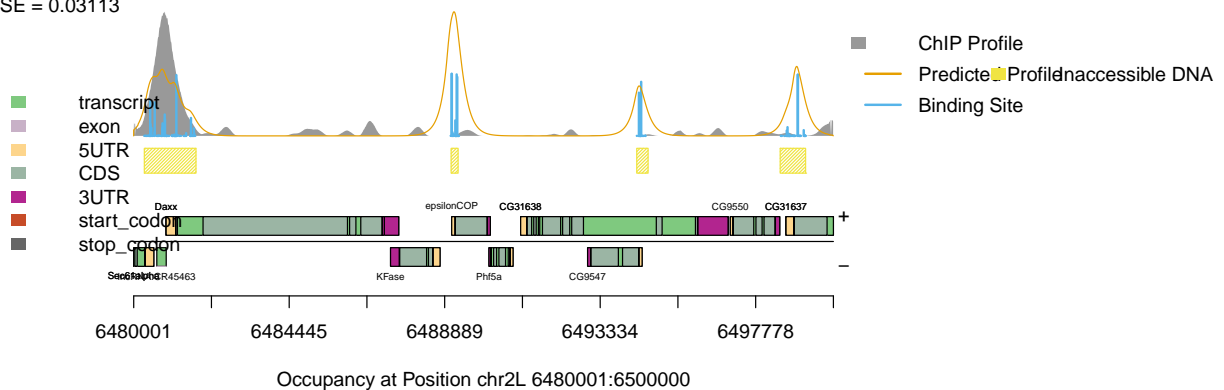 SE = 0.03113
ChIP Profile
Predicted Profile
Inaccessible DNA
Binding Site
transcript
exon
5UTR
CDS
3UTR
start_codon
stop_codon
Daxx
epsilonCOP
CG31638
CG9550
CG31637
+
CR45463
KFase
Phf5a
CG9547
–
6480001
6484445
6488889
6493334
6497778
Occupancy at Position chr2L 6480001:6500000